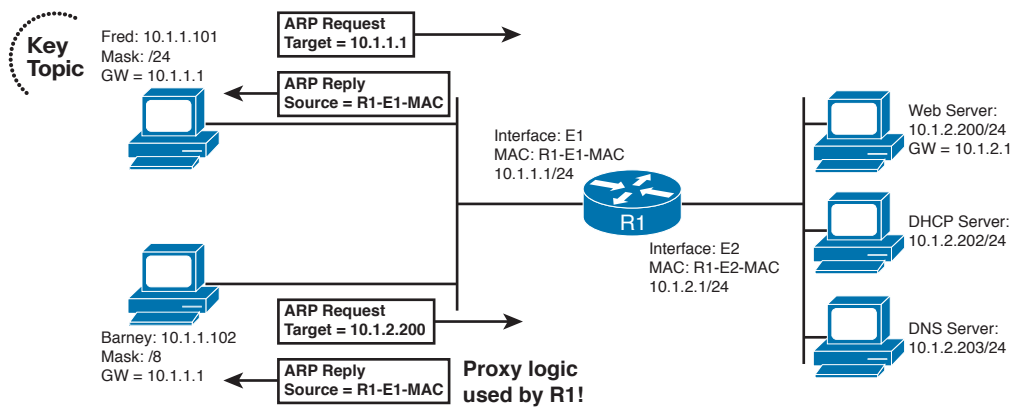 Key
Topic
Fred: 10.1.1.101
Mask: /24
GW = 10.1.1.1
ARP Request
Target = 10.1.1.1
ARP Reply
Source = R1-E1-MAC
Interface: E1
MAC: R1-E1-MAC
10.1.1.1/24
R1
Interface: E2
MAC: R1-E2-MAC
10.1.2.1/24
Web Server:
10.1.2.200/24
GW = 10.1.2.1
DHCP Server:
10.1.2.202/24
DNS Server:
10.1.2.203/24
Barney: 10.1.1.102
Mask: /8
GW = 10.1.1.1
ARP Request
Target = 10.1.2.200
ARP Reply
Source = R1-E1-MAC
Proxy logic
used by R1!